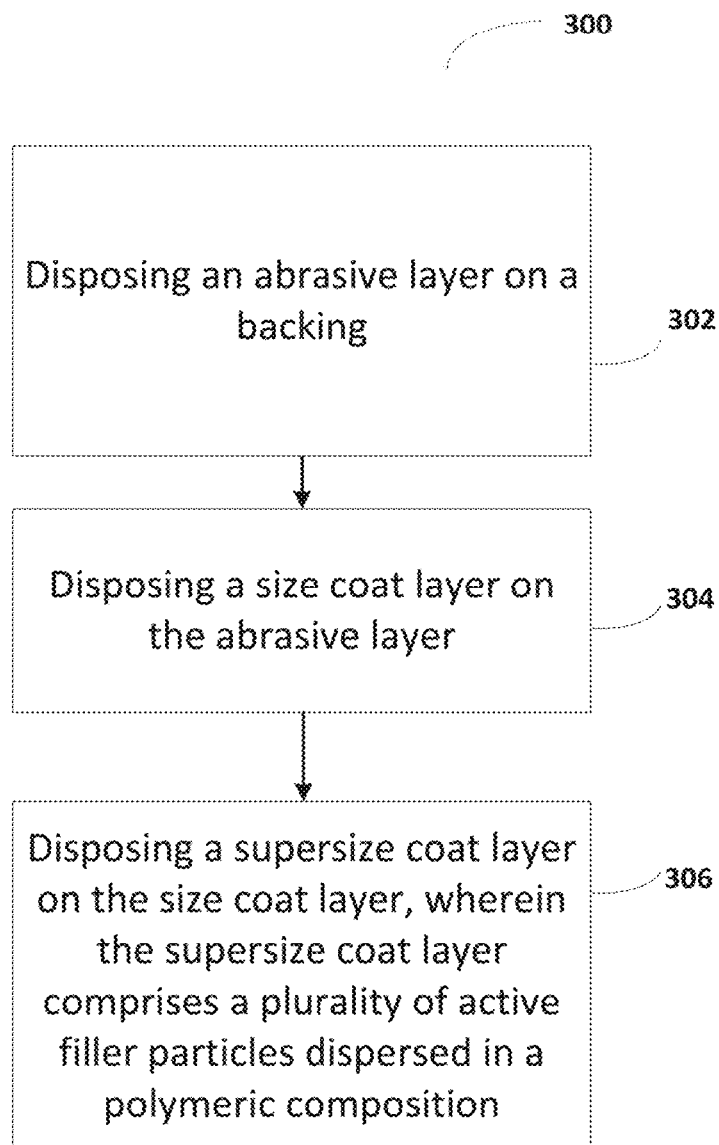 300
Disposing an abrasive layer on a
backing
302
Disposing a size coat layer on
the abrasive layer
304
Disposing a supersize coat layer
on the size coat layer, wherein
the supersize coat layer
comprises a plurality of active
filler particles dispersed in a
polymeric composition
306